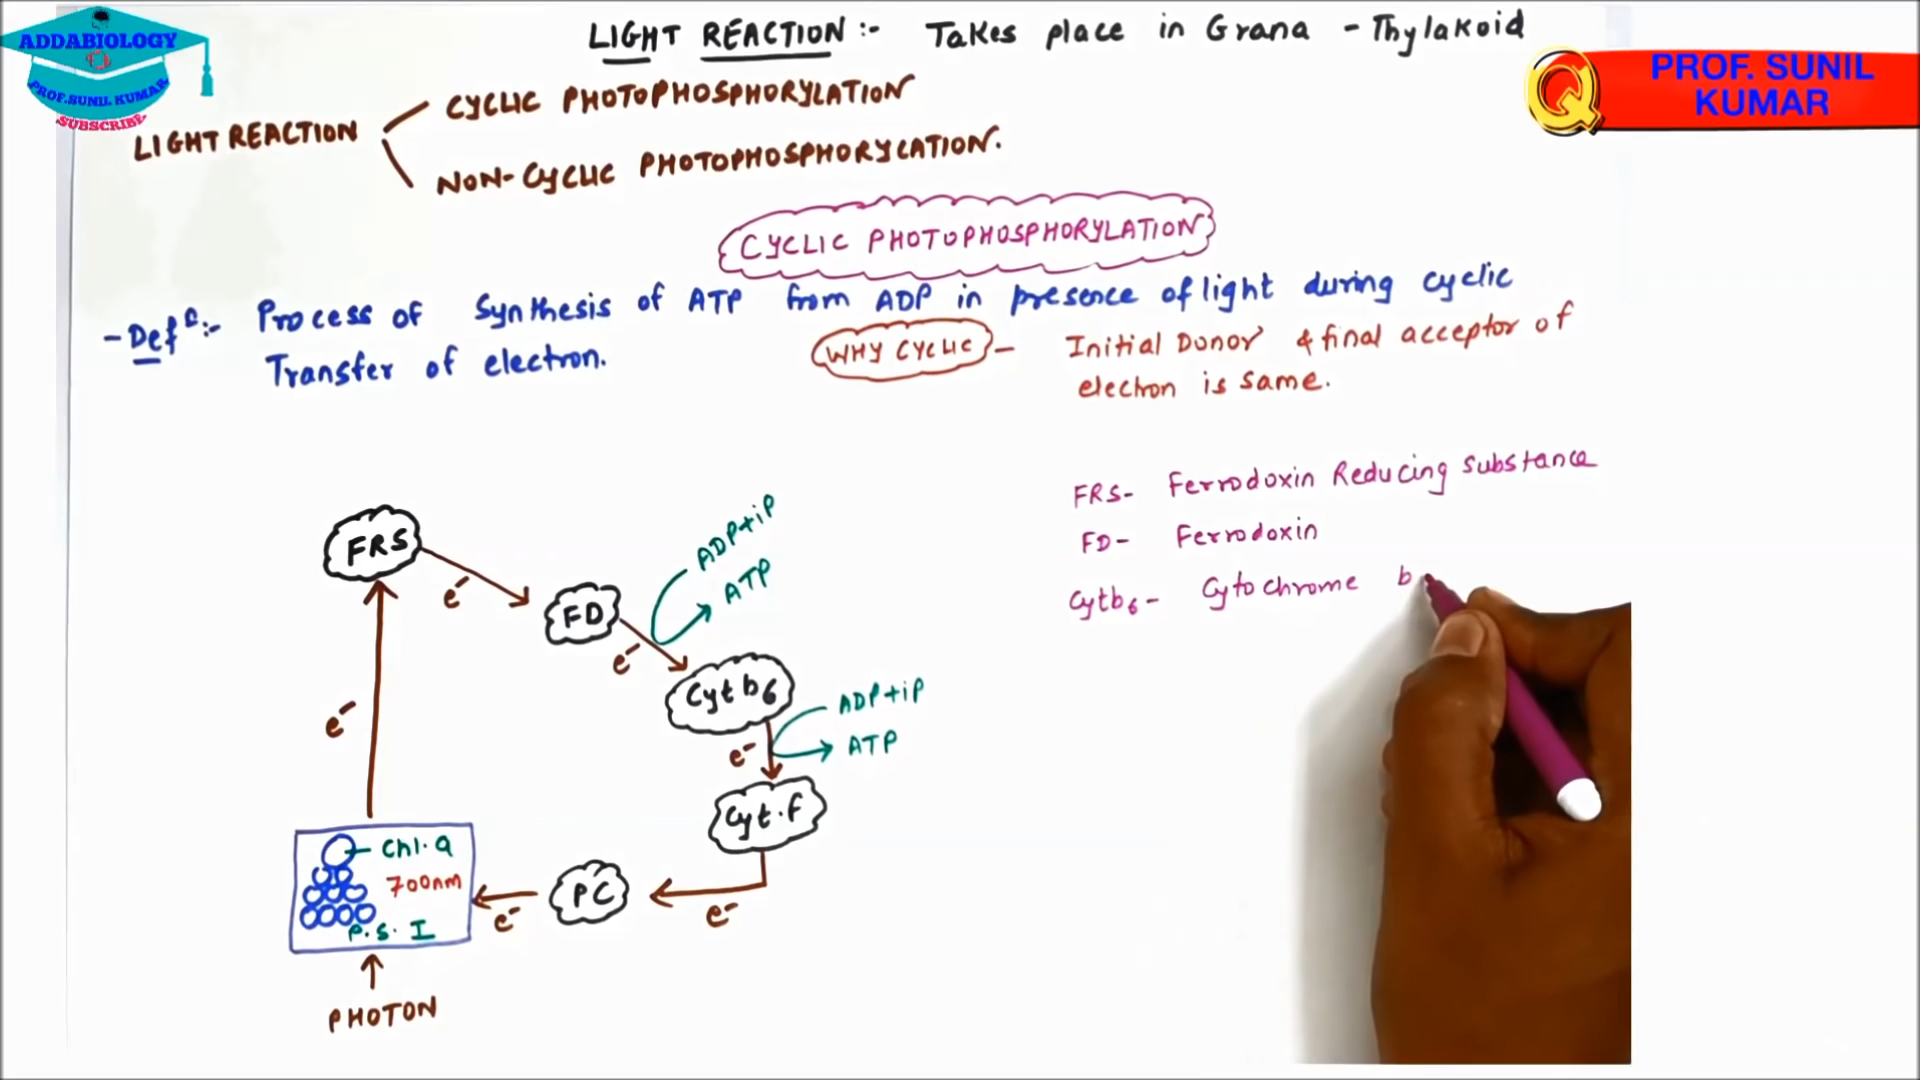 ADDABIOLOGY
PROF.SUNIL KUMAR
SUBSCRIBE
LIGHT REACTION :- Takes place in Grana - Thylakoid
PROF. SUNIL
KUMAR
LIGHT REACTION
CYCLIC PHOTOPHOSPHORYLATION
NON-CYCLIC PHOTOPHOSPHORYLATION.
CYCLIC PHOTOPHOSPHORYLATION
- Defⁿ:- Process of Synthesis of ATP from ADP in presence of light during cyclic
Transfer of electron.
WHY CYCLIC - Initial Donor & final acceptor of
electron is same.
FRS- Ferrodoxin Reducing Substance
FD- Ferrodoxin
Cytb6 - Cytochrome b
FRS
e-
FD
ADP+iP
ATP
e-
Cyt b6
ADP+iP
ATP
e-
Cyt.f
e-
PC
e-
e-
Chl.a
700nm
P.S. I
PHOTON